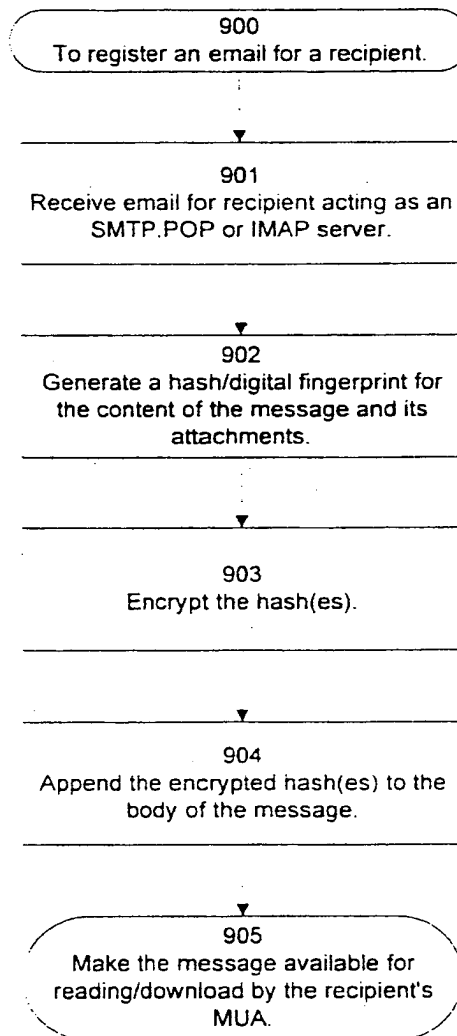 900
To register an email for a recipient.
901
Receive email for recipient acting as an
SMTP.POP or IMAP server.
902
Generate a hash/digital fingerprint for
the content of the message and its
attachments.
903
Encrypt the hash(es).
904
Append the encrypted hash(es) to the
body of the message.
905
Make the message available for
reading/download by the recipient's
MUA.